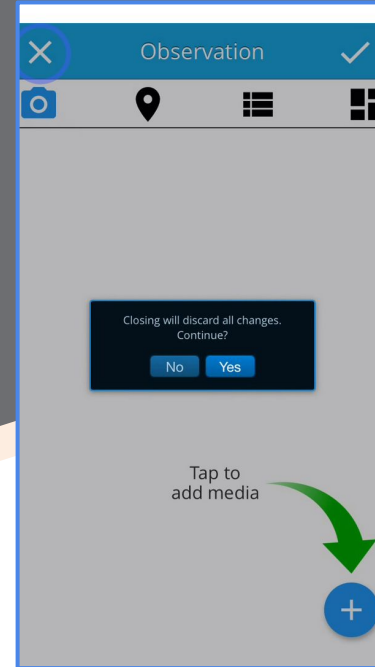 Observation
Closing will discard all changes.
Continue?
No Yes
Tap to
add media